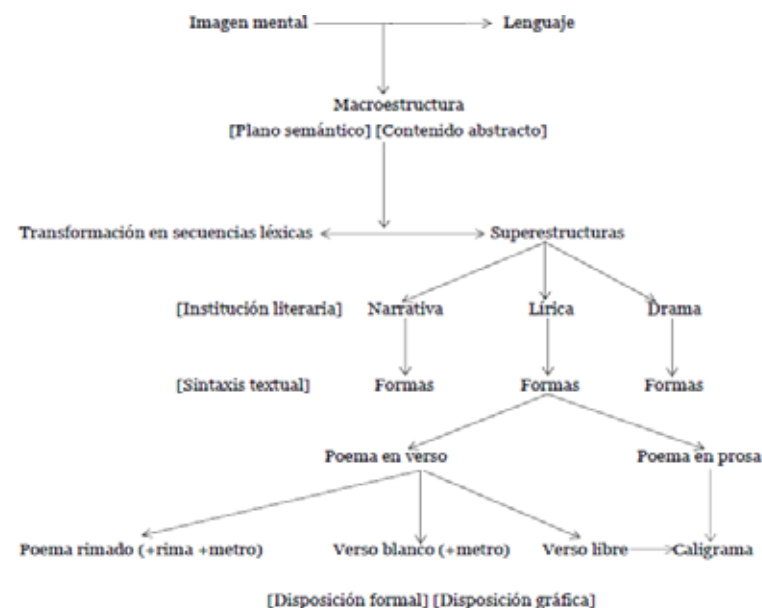 Imagen mental Lenguaje
Macroestructura
[Plano semántico] [Contenido abstracto]
Transformación en secuencias léxicas Superestructuras
[Institución literaria] Narrativa Lírica Drama
[Sintaxis textual] Formas Formas Formas
Poema en verso Poema en prosa
Poema rimado (+rima +metro) Verso blanco (+metro) Verso libre Caligrama
[Disposición formal] [Disposición gráfica]